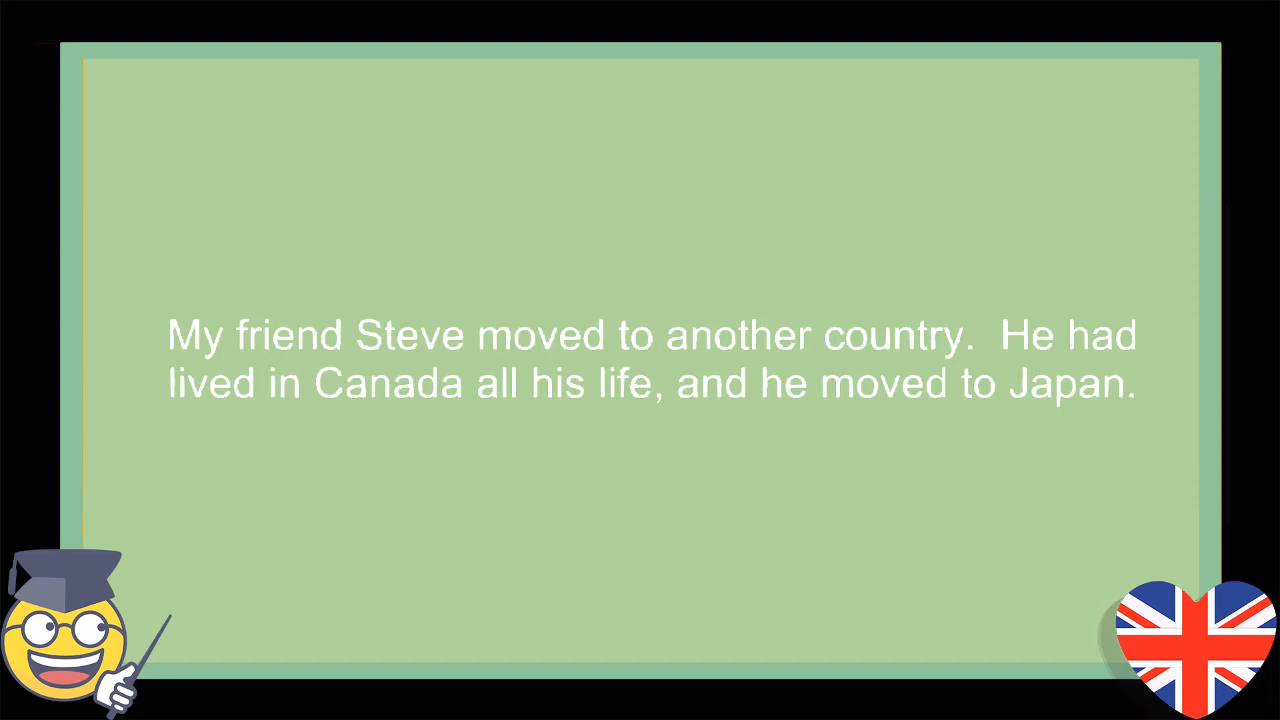 My friend Steve moved to another country.  He had
lived in Canada all his life, and he moved to Japan.